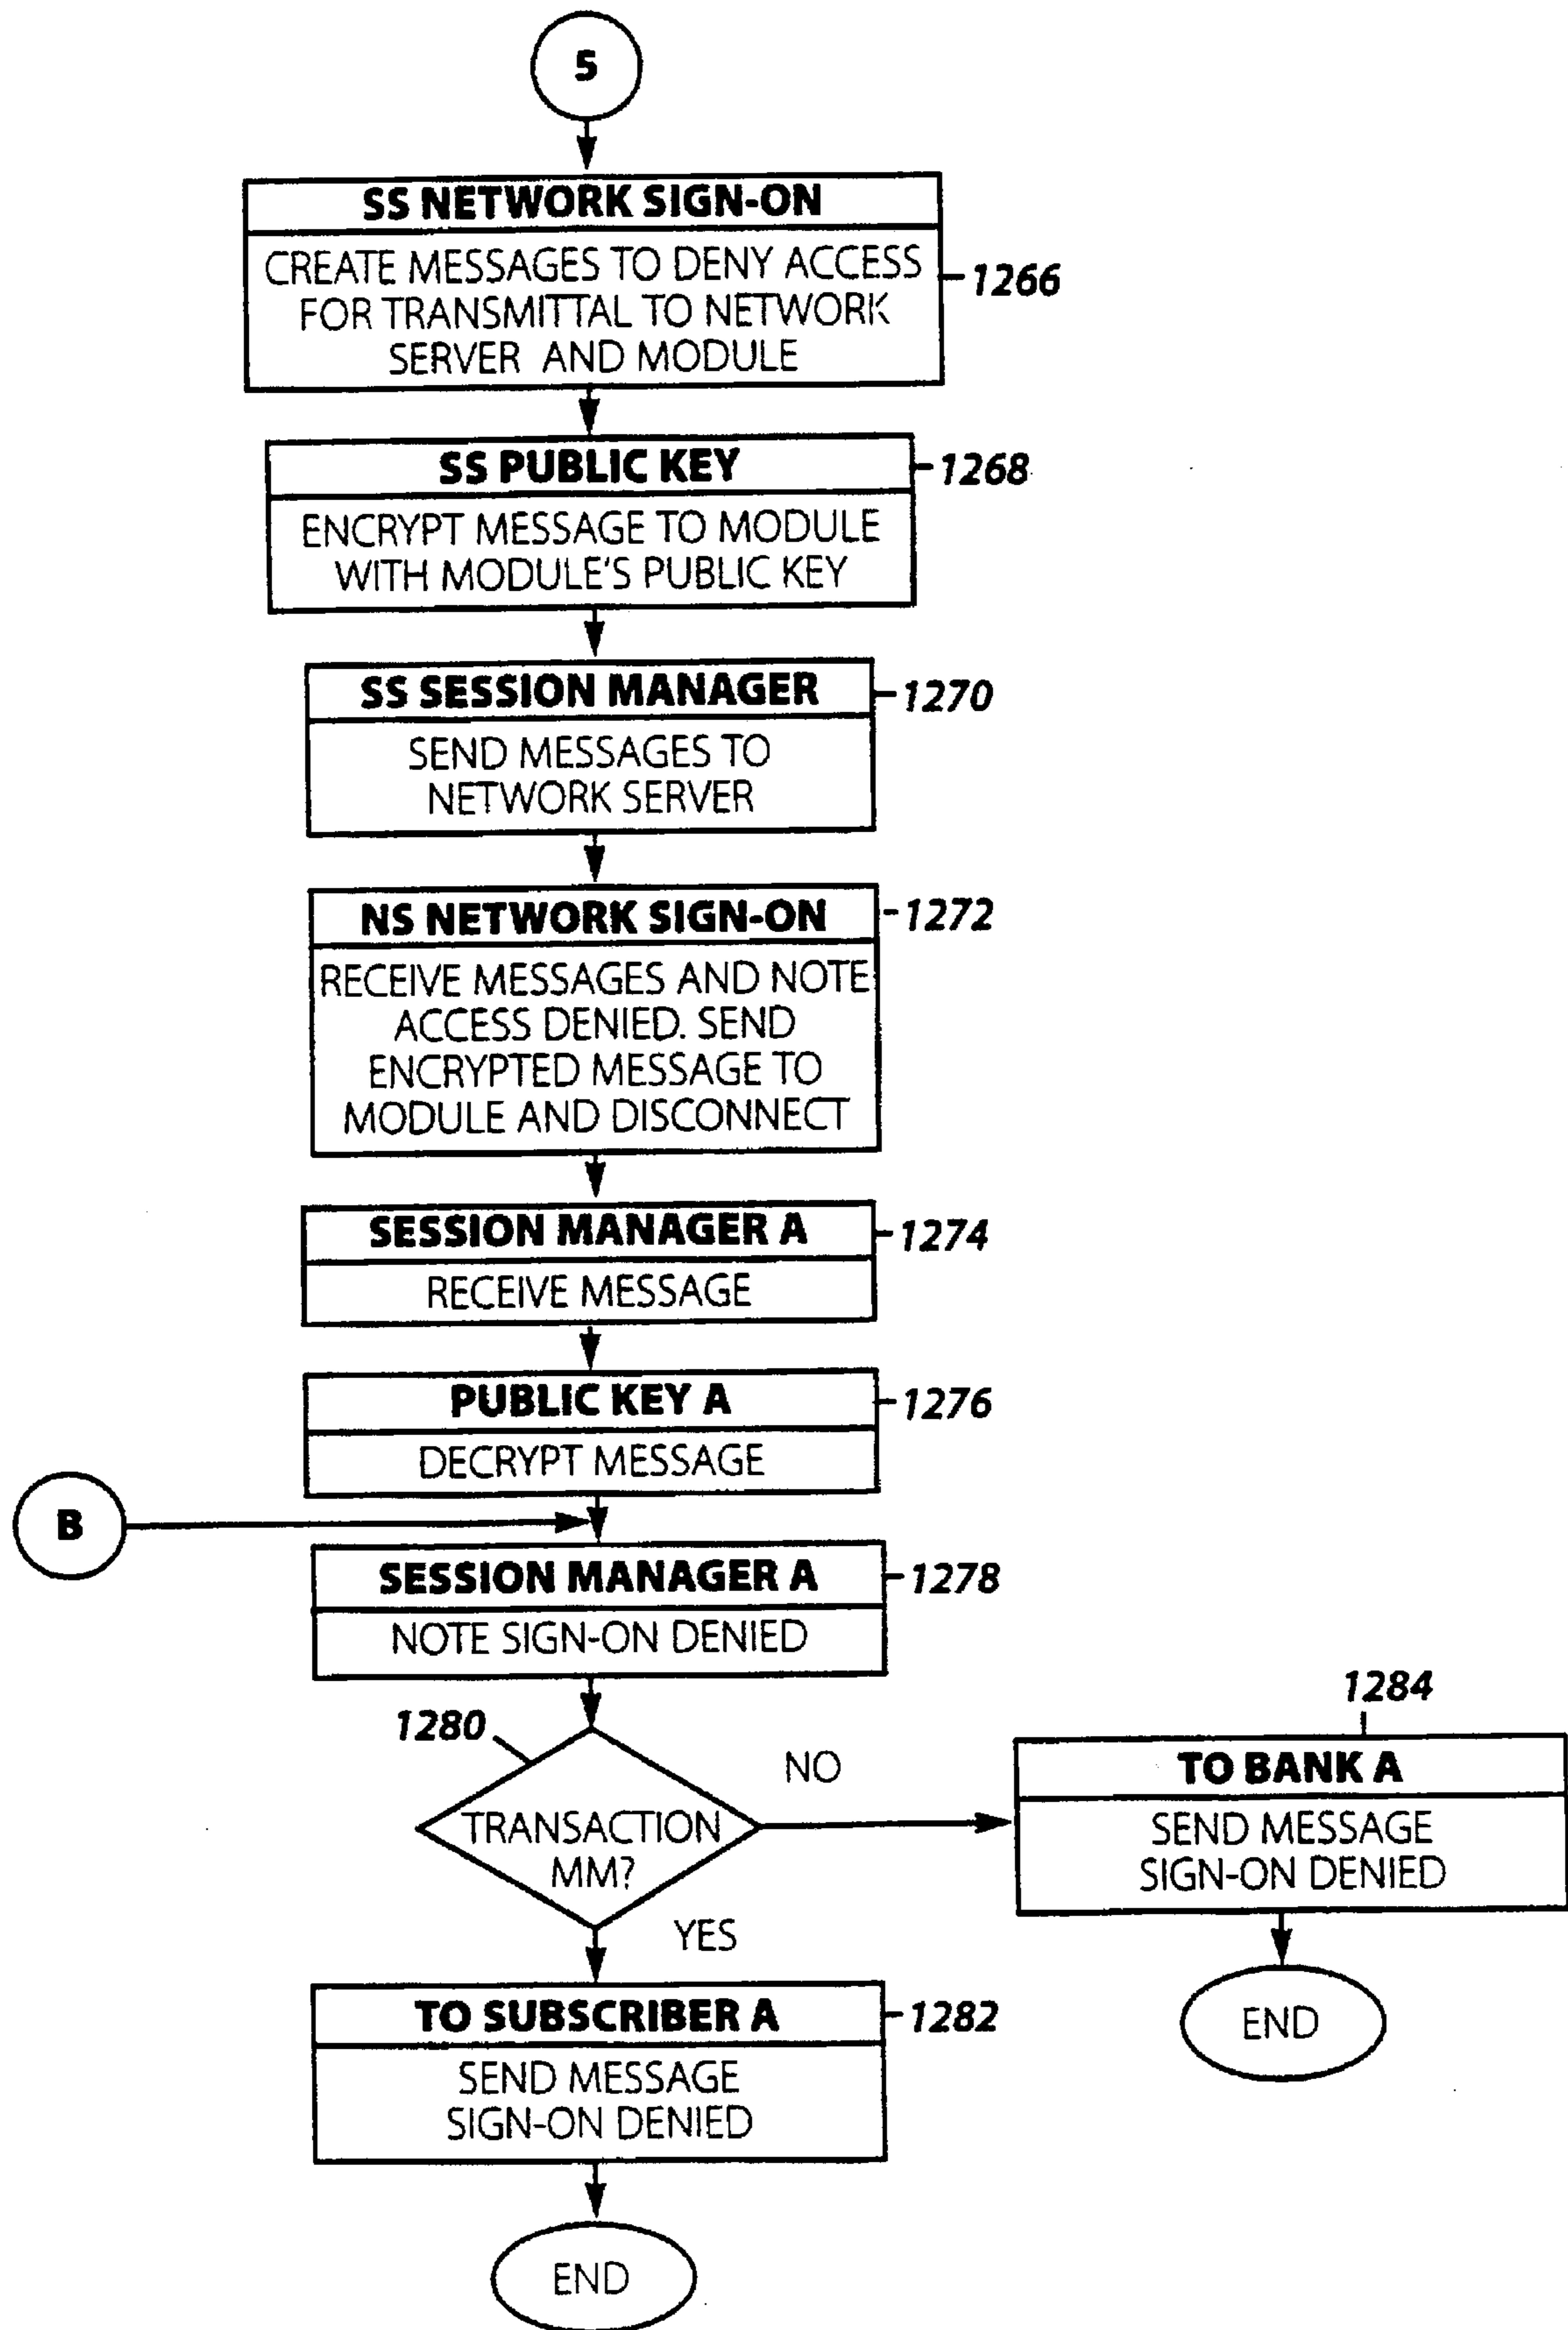 5
SS NETWORK SIGN-ON
CREATE MESSAGES TO DENY ACCESS
FOR TRANSMITTAL TO NETWORK
SERVER AND MODULE
1266
SS PUBLIC KEY
1268
ENCRYPT MESSAGE TO MODULE
WITH MODULE'S PUBLIC KEY
SS SESSION MANAGER
1270
SEND MESSAGES TO
NETWORK SERVER
NS NETWORK SIGN-ON
1272
RECEIVE MESSAGES AND NOTE
ACCESS DENIED. SEND
ENCRYPTED MESSAGE TO
MODULE AND DISCONNECT
SESSION MANAGER A
1274
RECEIVE MESSAGE
PUBLIC KEY A
1276
DECRYPT MESSAGE
B
SESSION MANAGER A
1278
NOTE SIGN-ON DENIED
1280
TRANSACTION
MM?
NO
1284
TO BANK A
SEND MESSAGE
SIGN-ON DENIED
END
YES
TO SUBSCRIBER A
1282
SEND MESSAGE
SIGN-ON DENIED
END